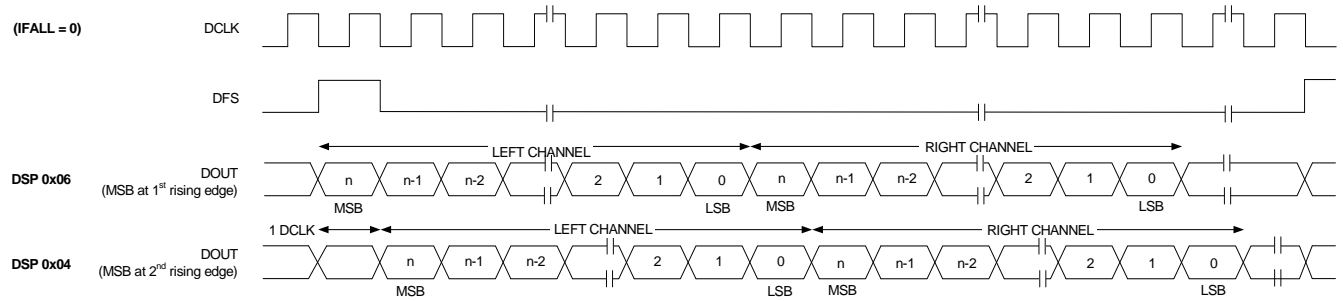 (IFALL = 0) DCLK
DFS
LEFT CHANNEL RIGHT CHANNEL
DSP 0x06 DOUT n n-1 n-2 2 1 0 n n-1 n-2 2 1 0
(MSB at 1st rising edge)
MSB LSB MSB LSB
1 DCLK LEFT CHANNEL RIGHT CHANNEL
DSP 0x04 DOUT n n-1 n-2 2 1 0 n n-1 n-2 2 1 0
(MSB at 2nd rising edge)
MSB LSB MSB LSB